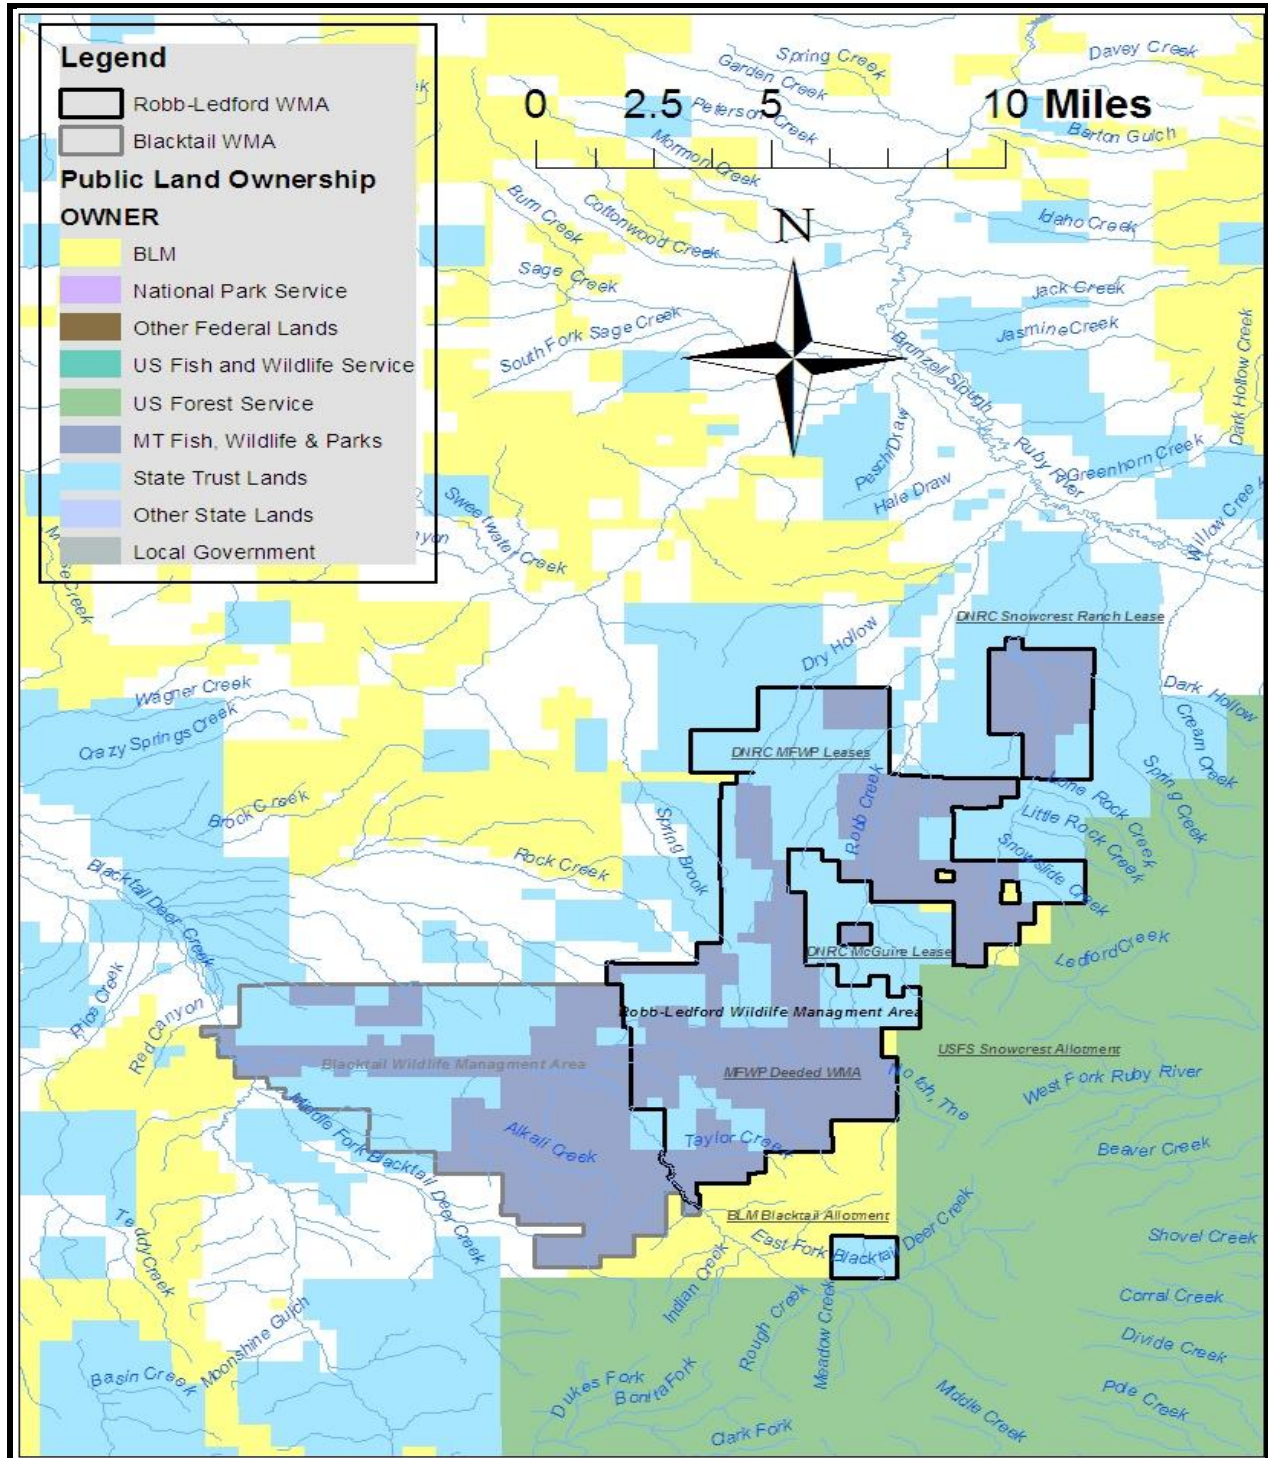 Legend
Robb-Ledford WMA
Blacktail WMA
Public Land Ownership
OWNER
BLM
National Park Service
Other Federal Lands
US Fish and Wildlife Service
US Forest Service
MT Fish, Wildlife & Parks
State Trust Lands
Other State Lands
Local Government
0 2.5 5 10 Miles
N
Spring Creek
Davey Creek
Garden Creek
Peterson Creek
Barton Gulch
Mormon Creek
Burn Creek
Cottonwood Creek
Idaho Creek
Sage Creek
Jack Creek
South Fork Sage Creek
Jasmine Creek
Branzell Slough
Dark Hollow Creek
Peschl Draw
Ruby River
Greenhorn Creek
Hale Draw
Sweetwater Creek
yon
Willow Creek
DNRC Snowcrest Ranch Lease
Dry Hollow
Wagner Creek
Dark Hollow
Crazy Springs Creek
Cream Creek
DNRC MFWP Leases
Spring Creek
Lone Rock Creek
Brock Creek
Robb Creek
Little Rock Creek
Spring Brook
Rock Creek
Snowslide Creek
Blacktail Deer Creek
DNRC McGuire Lease
Ledford Creek
Price Creek
Red Canyon
Robb-Ledford Wildilfe Managment Area
Blacktail Wildlife Managment Area
MFWP Deeded WMA
USFS Snowcrest Allotment
Notch, The
West Fork Ruby River
Middle Fork Blacktail Deer Creek
Alkali Creek
Taylor Creek
Beaver Creek
BLM Blacktail Allotment
Teddy Creek
East Fork Blacktail Deer Creek
Shovel Creek
Indian Creek
Corral Creek
Moonshine Gulch
Rough Creek
Meadow Creek
Divide Creek
Basin Creek
Dukes Fork
Bonita Fork
Middle Creek
Pole Creek
Clark Fork